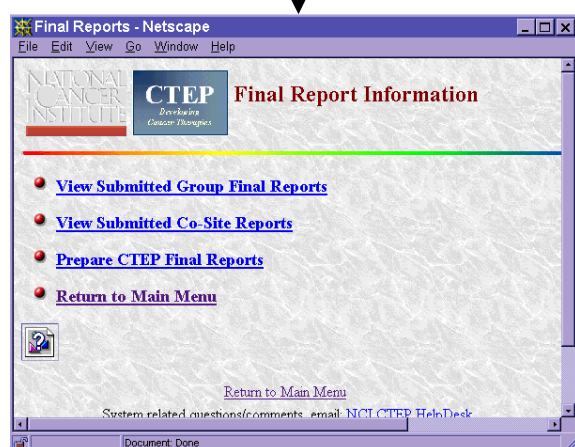 Final Reports - Netscape
File Edit View Go Window Help
NATIONAL
CANCER
INSTITUTE
CTEP
Developing
Cancer Therapies
Final Report Information
View Submitted Group Final Reports
View Submitted Co-Site Reports
Prepare CTEP Final Reports
Return to Main Menu
Return to Main Menu
System related questions/comments, email: NCI CTEP HelpDesk
Document: Done